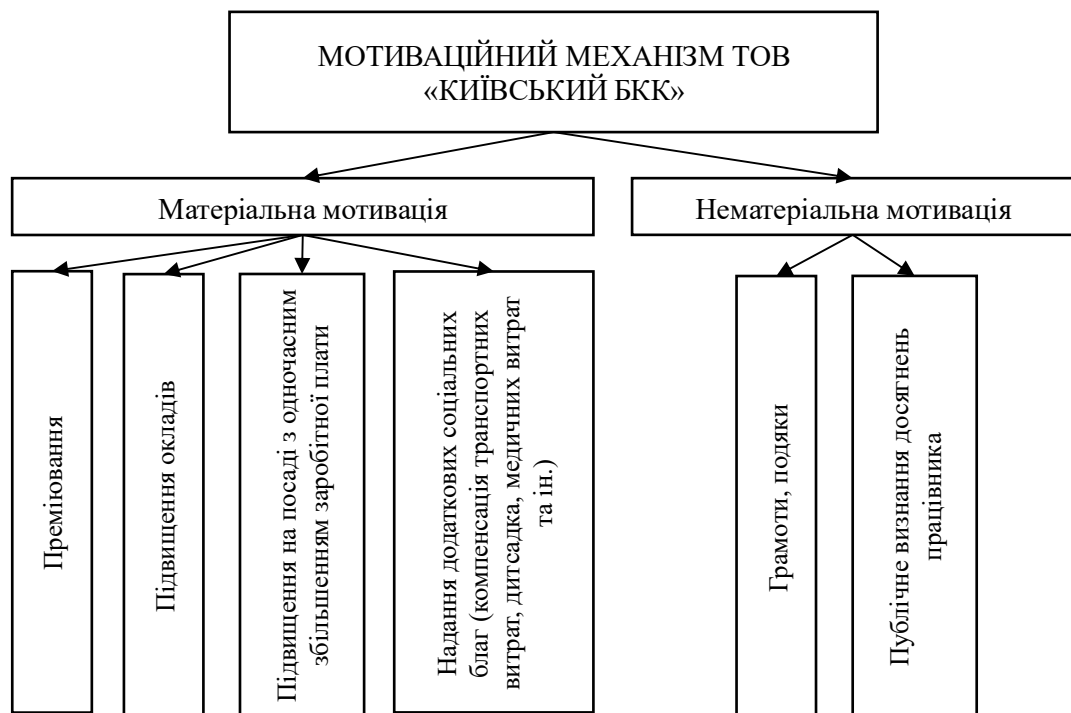 МОТИВАЦІЙНИЙ МЕХАНІЗМ ТОВ
«КИЇВСЬКИЙ БКК»
Матеріальна мотивація
Нематеріальна мотивація
Преміювання
Підвищення окладів
Підвищення на посаді з одночасним
збільшенням заробітної плати
Надання додаткових соціальних
благ (компенсація транспортних
витрат, дитсадка, медичних витрат
та ін.)
Грамоти, подяки
Публічне визнання досягнень
працівника